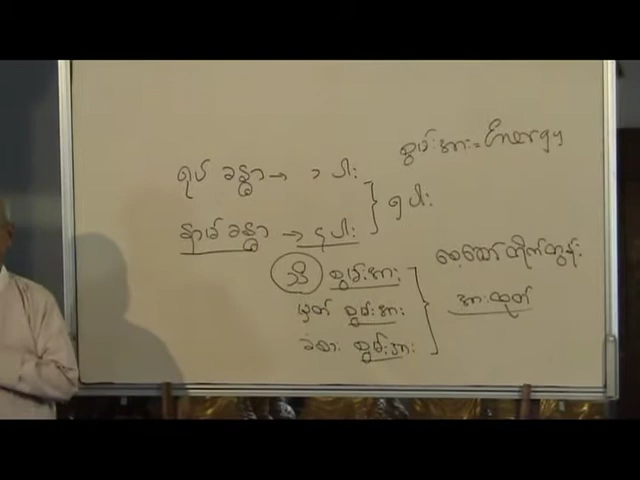 စွမ်းအား =
ရုပ် ခန္ဓာ → ၁ ပါး
၅ ပါး
နာမ် ခန္ဓာ → ၄ ပါး
သိ စွမ်းအား
မှတ် စွမ်းအား
ခံစား စွမ်းအား
စေ့ဆော် တိုက်တွန်း
အားထုတ်